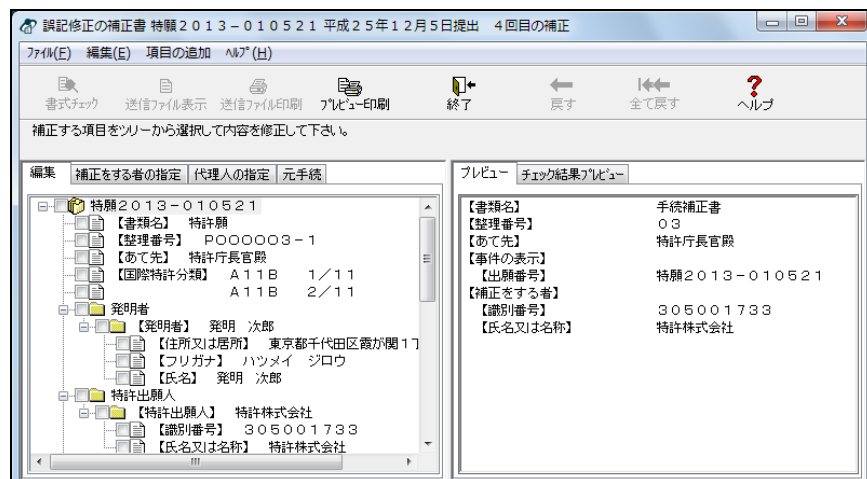 誤記修正の補正書 特願２０１３－０１０５２１ 平成２５年１２月５日提出　４回目の補正
ﾌｧｲﾙ(F)　編集(E)　項目の追加　ﾍﾙﾌﾟ(H)
書式ﾁｪｯｸ　送信ﾌｧｲﾙ表示　送信ﾌｧｲﾙ印刷　ﾌﾟﾚﾋﾞｭｰ印刷　終了　戻す　全て戻す　ヘルプ
補正する項目をツリーから選択して内容を修正して下さい。
編集　補正をする者の指定　代理人の指定　元手続
特願２０１３－０１０５２１
【書類名】　特許願
【整理番号】　Ｐ００００００３－１
【あて先】　特許庁長官殿
【国際特許分類】　Ａ１１Ｂ　１／１１
Ａ１１Ｂ　２／１１
発明者
【発明者】　発明　次郎
【住所又は居所】　東京都千代田区霞が関１丁
【フリガナ】　ハツメイ　ジロウ
【氏名】　発明　次郎
特許出願人
【特許出願人】　特許株式会社
【識別番号】　３０５００１７３３
【氏名又は名称】　特許株式会社
プレビュー　チェック結果ﾌﾟﾚﾋﾞｭｰ
【書類名】　手続補正書
【整理番号】　０３
【あて先】　特許庁長官殿
【事件の表示】
【出願番号】　特願２０１３－０１０５２１
【補正をする者】
【識別番号】　３０５００１７３３
【氏名又は名称】　特許株式会社